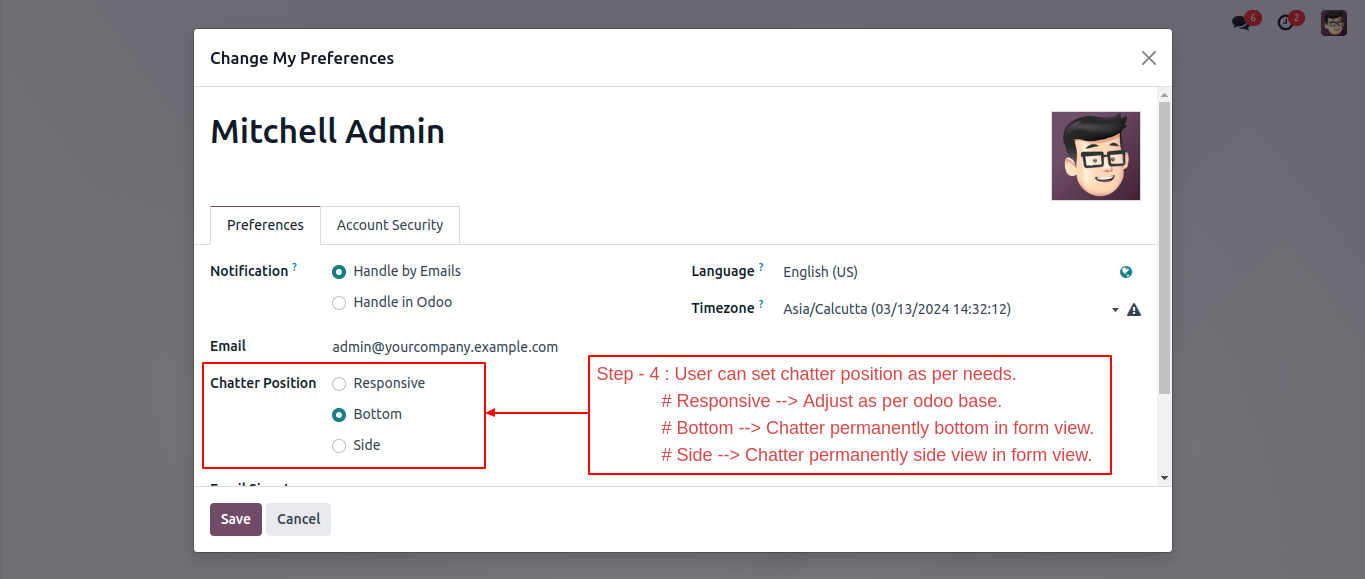 6
2
Change My Preferences
Mitchell Admin
Preferences
Account Security
Notification ?
Handle by Emails
Handle in Odoo
Language ?
English (US)
Timezone ?
Asia/Calcutta (03/13/2024 14:32:12)
Email
admin@yourcompany.example.com
Chatter Position
Responsive
Bottom
Side
Step - 4 : User can set chatter position as per needs.
# Responsive --> Adjust as per odoo base.
# Bottom --> Chatter permanently bottom in form view.
# Side --> Chatter permanently side view in form view.
Save
Cancel